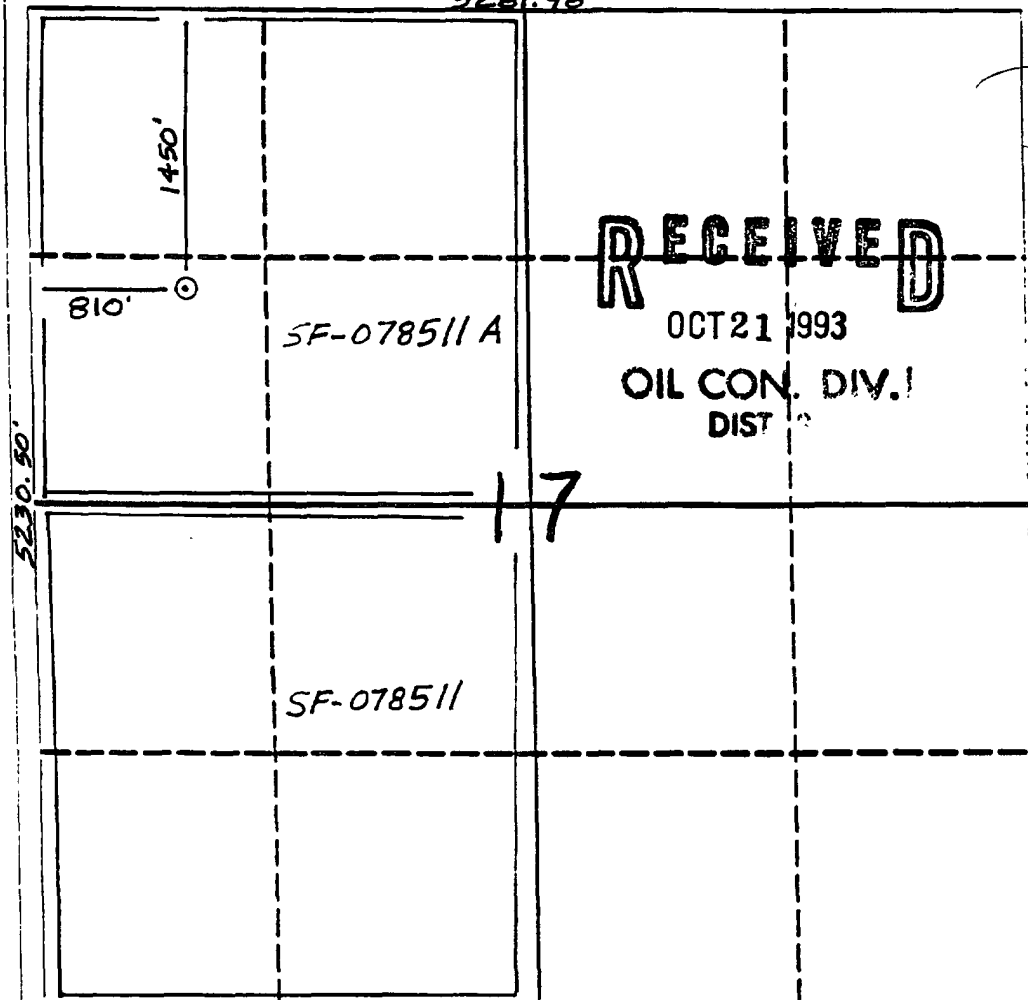 1450'
RECEIVED
810'
SF-078511 A
OCT 21 1993
OIL CON. DIV.
DIST
5230.50'
17
SF-078511